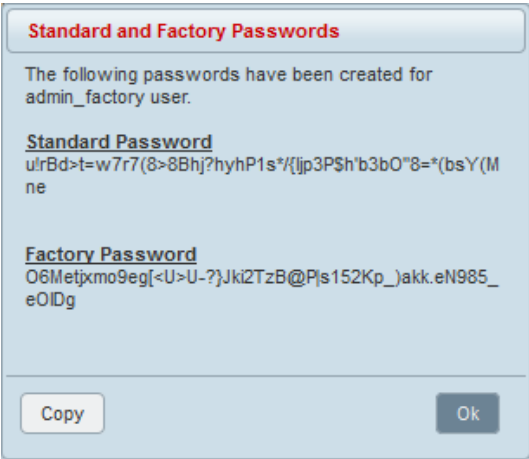 Standard and Factory Passwords
The following passwords have been created for
admin_factory user.
Standard Password
u!rBd>t=w7r7(8>8Bhj?hyhP1s*/{ljp3P$h'b3bO"8=*(bsY(M
ne
Factory Password
O6Metjxmo9eg[<U>U-?}Jki2TzB@P|s152Kp_)akk.eN985_
eOlDg
Copy
Ok